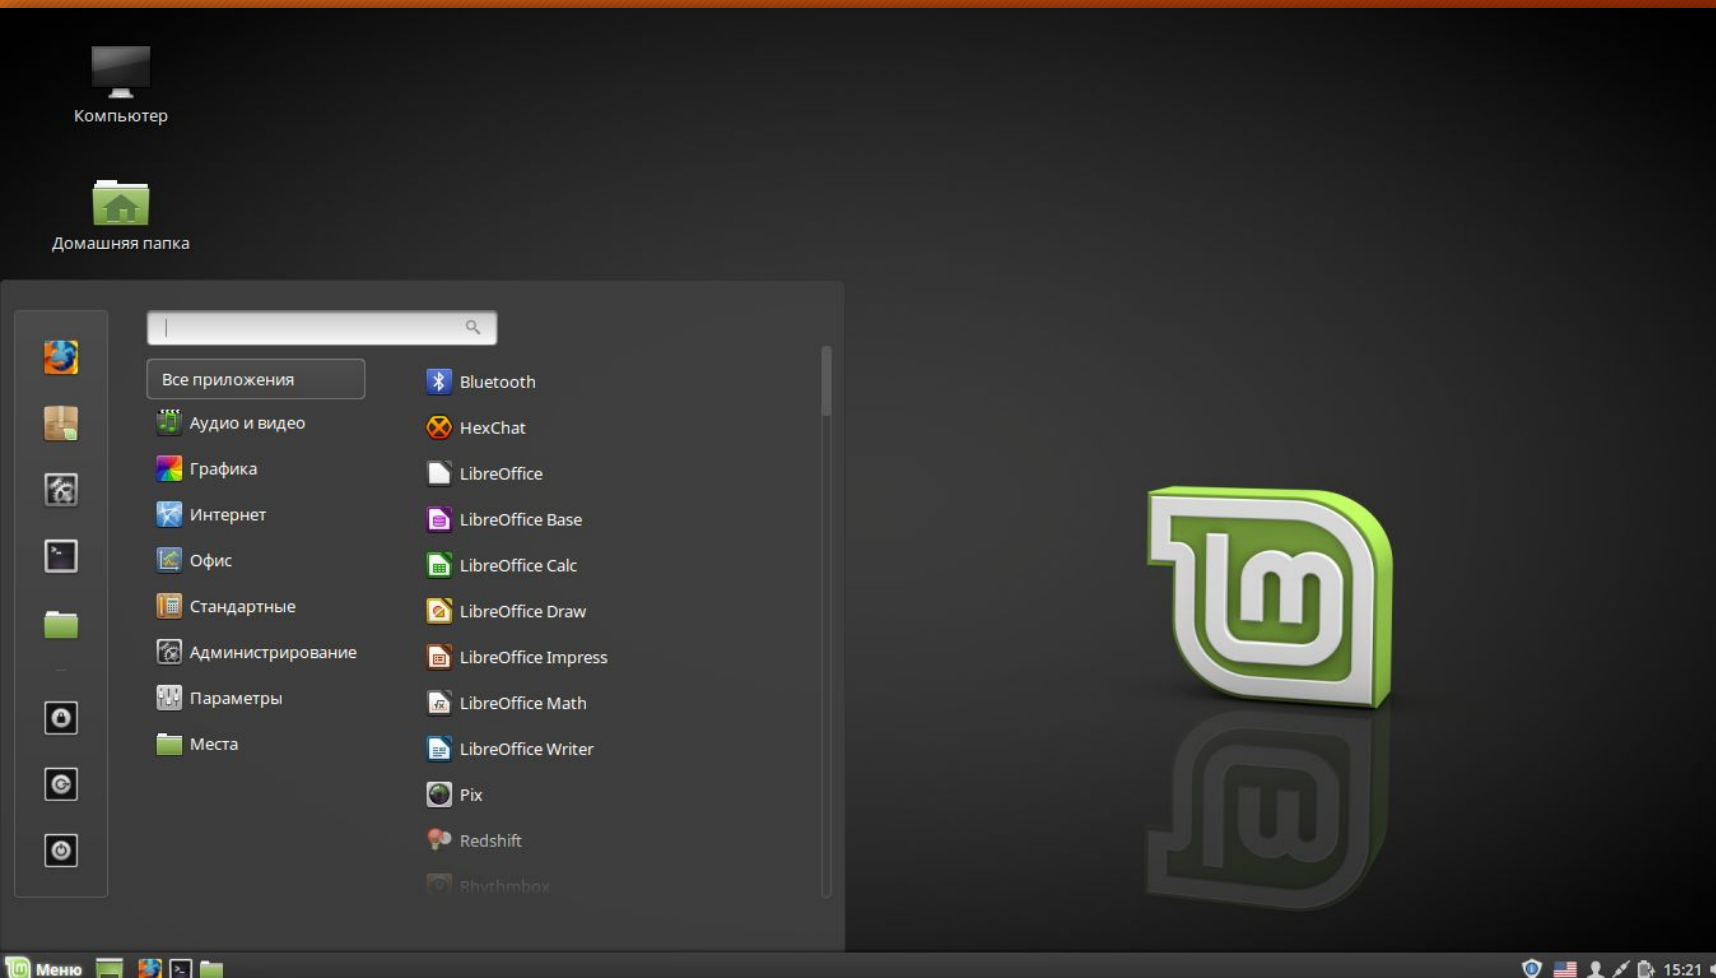 Компьютер
Домашняя папка
Все приложения
Аудио и видео
Графика
Интернет
Офис
Стандартные
Администрирование
Параметры
Места
Bluetooth
HexChat
LibreOffice
LibreOffice Base
LibreOffice Calc
LibreOffice Draw
LibreOffice Impress
LibreOffice Math
LibreOffice Writer
Pix
Redshift
Rhythmbox
Меню
15:21